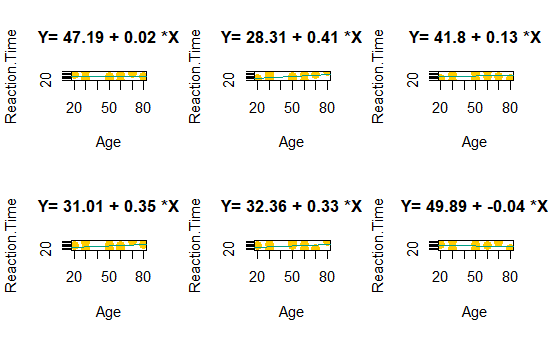 Y= 47.19 + 0.02 *X
Reaction.Time
20
20 50 80
Age
Y= 28.31 + 0.41 *X
Reaction.Time
20
20 50 80
Age
Y= 41.8 + 0.13 *X
Reaction.Time
20
20 50 80
Age
Y= 31.01 + 0.35 *X
Reaction.Time
20
20 50 80
Age
Y= 32.36 + 0.33 *X
Reaction.Time
20
20 50 80
Age
Y= 49.89 + -0.04 *X
Reaction.Time
20
20 50 80
Age